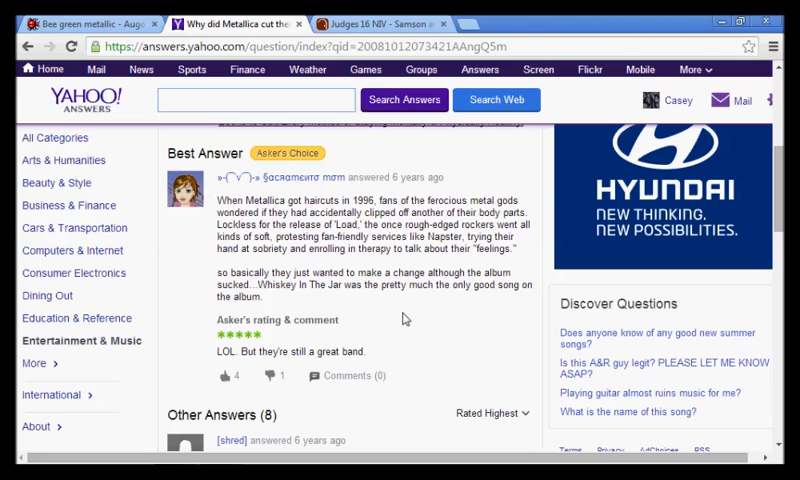 Bee green metallic - Augo
Why did Metallica cut thei
Judges 16 NIV - Samson a
https://answers.yahoo.com/question/index?qid=20081012073421AAngQ5m
Home Mail News Sports Finance Weather Games Groups Answers Screen Flickr Mobile More
YAHOO!
ANSWERS
Search Answers
Search Web
Casey
Mail
All Categories
Arts & Humanities
Beauty & Style
Business & Finance
Cars & Transportation
Computers & Internet
Consumer Electronics
Dining Out
Education & Reference
Entertainment & Music
More
International
About
Best Answer Asker's Choice
answered 6 years ago
When Metallica got haircuts in 1996, fans of the ferocious metal gods
wondered if they had accidentally clipped off another of their body parts.
Lockless for the release of 'Load,' the once rough-edged rockers went all
kinds of soft, protesting fan-friendly services like Napster, trying their
hand at sobriety and enrolling in therapy to talk about their "feelings."
so basically they just wanted to make a change although the album
sucked...Whiskey In The Jar was the pretty much the only good song on
the album.
Asker's rating & comment
LOL. But they're still a great band.
4 1 Comments (0)
Other Answers (8)
Rated Highest
[shred] answered 6 years ago
HYUNDAI
NEW THINKING.
NEW POSSIBILITIES.
Discover Questions
Does anyone know of any good new summer
songs?
Is this A&R guy legit? PLEASE LET ME KNOW
ASAP?
Playing guitar almost ruins music for me?
What is the name of this song?
Terms Privacy AdChoices RSS